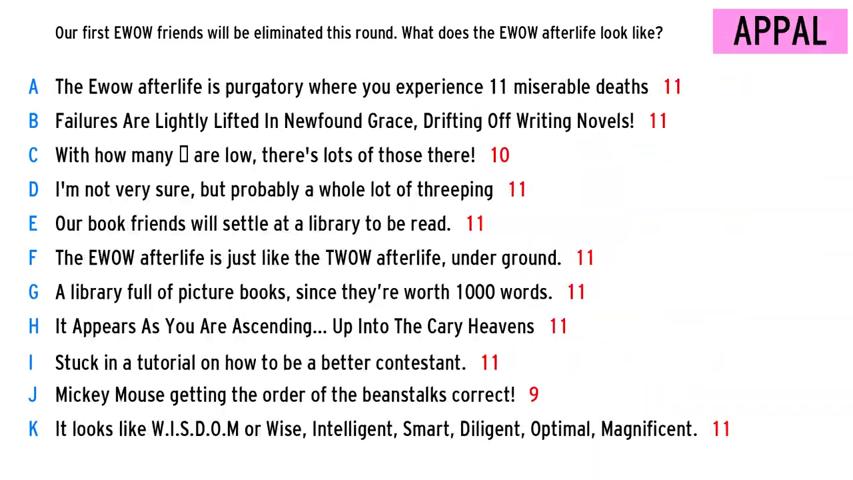 Our first EWOW friends will be eliminated this round. What does the EWOW afterlife look like?
APPAL
A The Ewow afterlife is purgatory where you experience 11 miserable deaths 11
B Failures Are Lightly Lifted In Newfound Grace, Drifting Off Writing Novels! 11
C With how many ▯ are low, there's lots of those there! 10
D I'm not very sure, but probably a whole lot of threeping 11
E Our book friends will settle at a library to be read. 11
F The EWOW afterlife is just like the TWOW afterlife, under ground. 11
G A library full of picture books, since they’re worth 1000 words. 11
H It Appears As You Are Ascending... Up Into The Cary Heavens 11
I Stuck in a tutorial on how to be a better contestant. 11
J Mickey Mouse getting the order of the beanstalks correct! 9
K It looks like W.I.S.D.O.M or Wise, Intelligent, Smart, Diligent, Optimal, Magnificent. 11